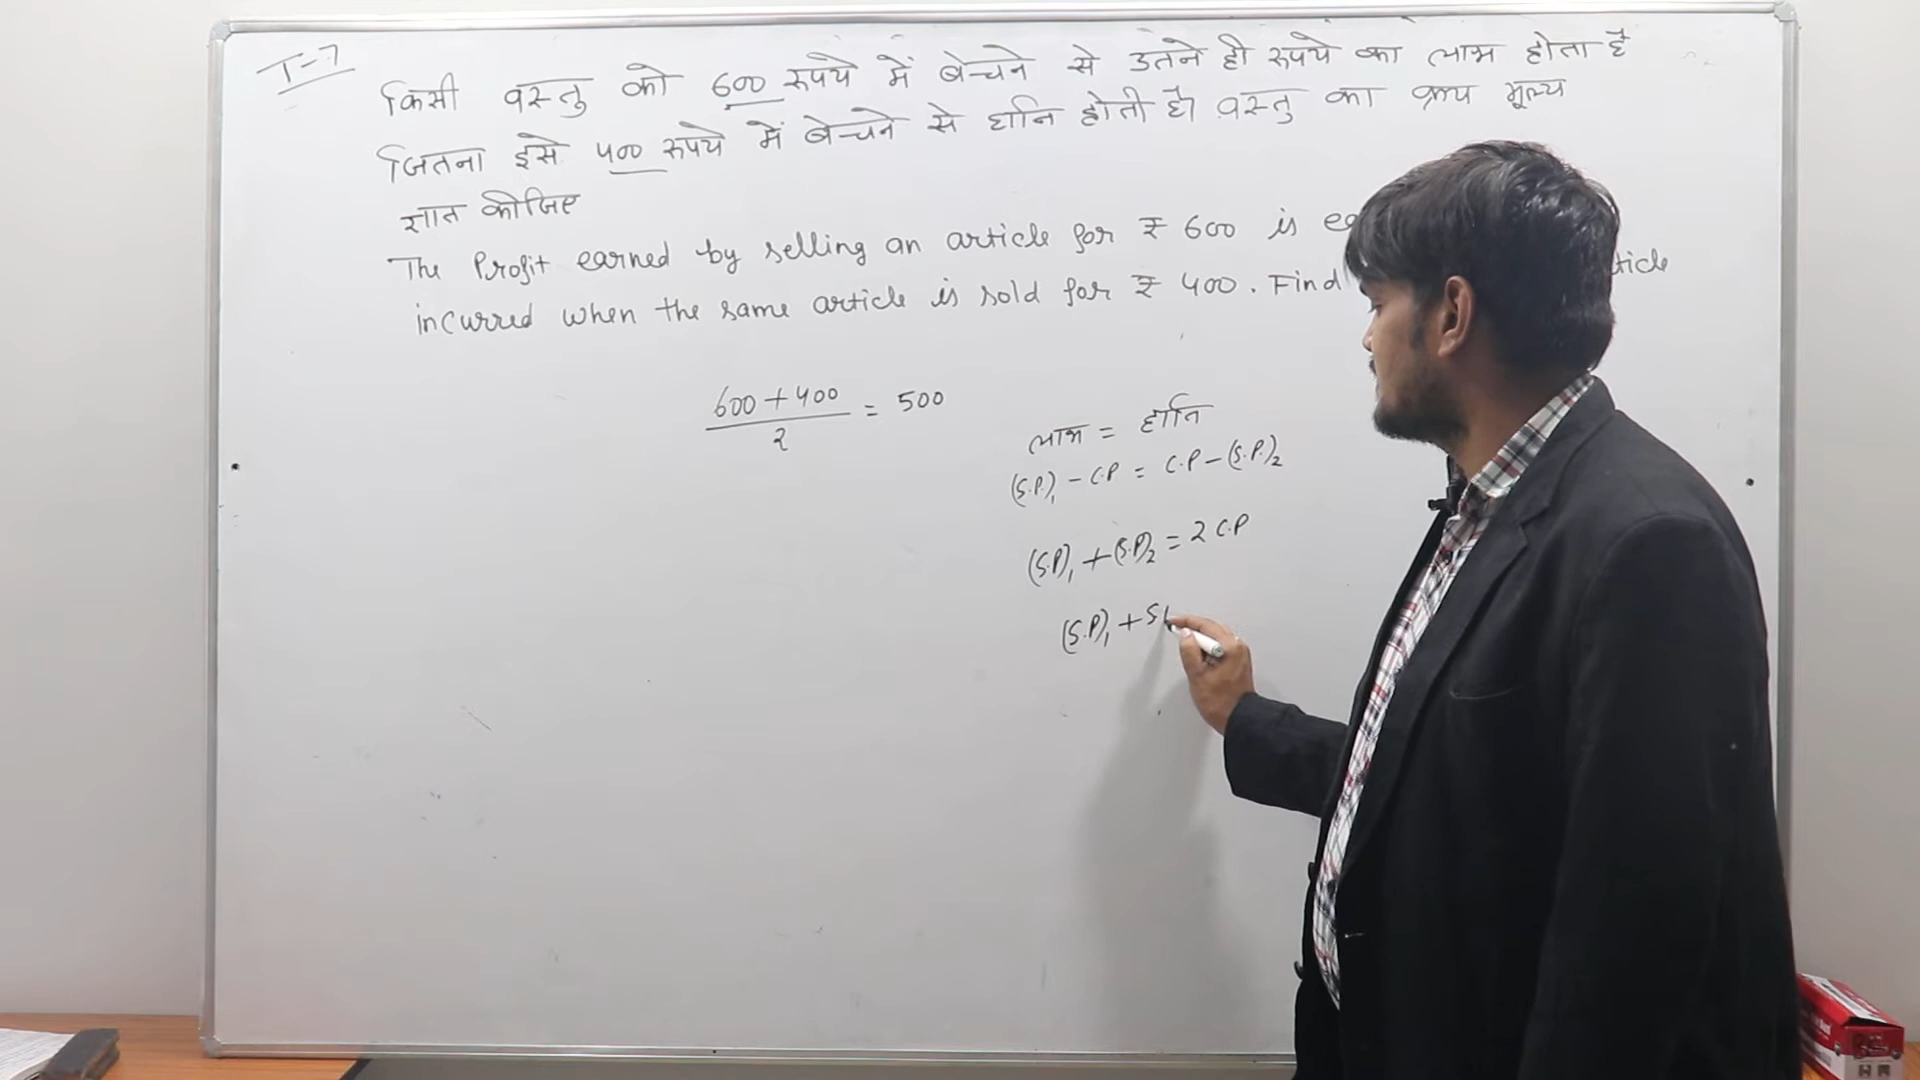 T-7
किसी वस्तु को 600 रुपये में बेचने से उतने ही रुपये का लाभ होता है
जितना इसे 400 रुपये में बेचने से हानि होती है। वस्तु का क्रय मूल्य
ज्ञात कीजिए
The Profit earned by selling an article for ₹ 600 is
incurred when the same article is sold for ₹ 400. Find
600 + 400 / 2 = 500
लाभ = हानि
(S.P.)₁ - C.P = C.P - (S.P.)₂
(S.P)₁ + (S.P)₂ = 2 C.P
(S.P)₁ + S